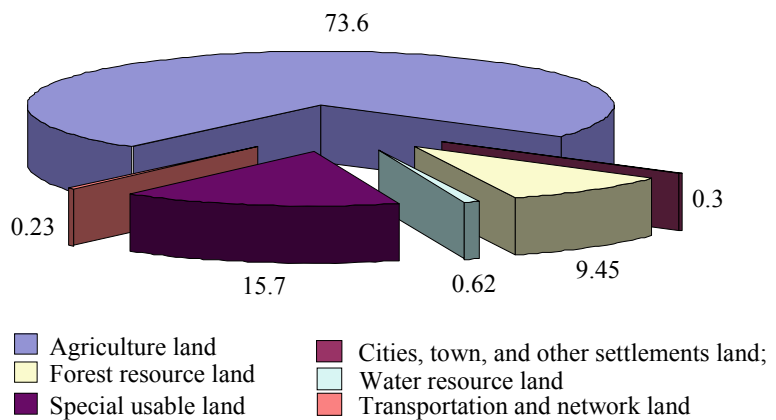 73.6
0.23
0.3
15.7
0.62
9.45
Agriculture land
Forest resource land
Special usable land
Cities, town, and other settlements land;
Water resource land
Transportation and network land